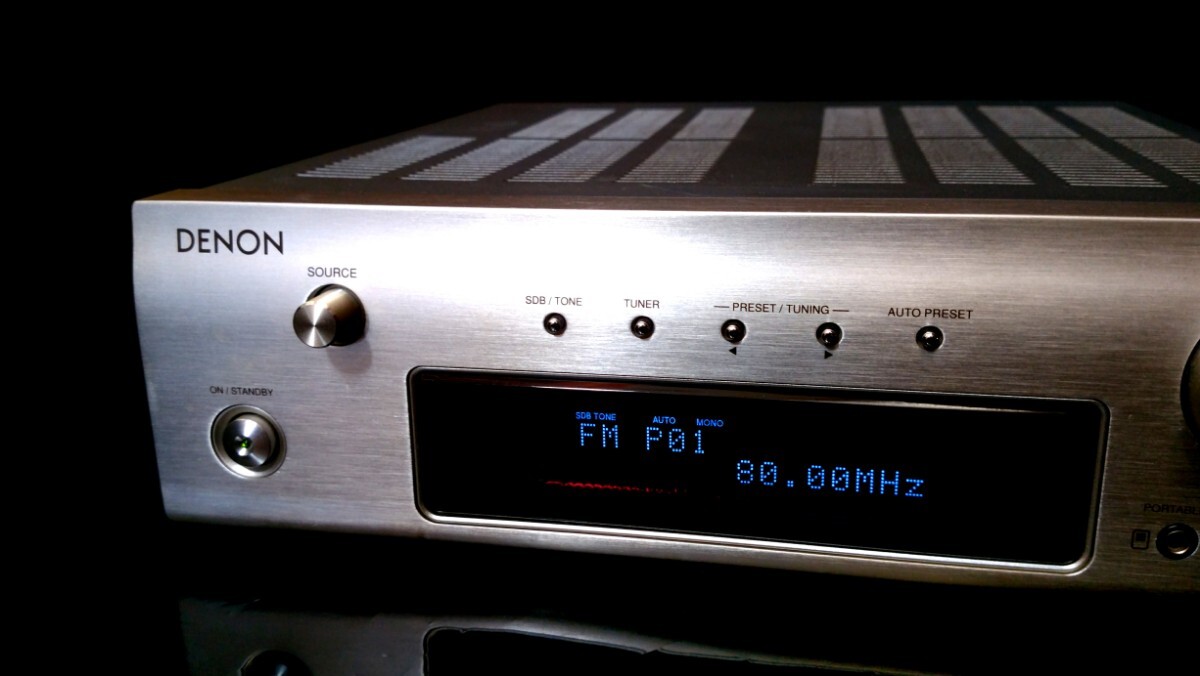 DENON
SOURCE
SDB / TONE
TUNER
PRESET / TUNING
AUTO PRESET
ON / STANDBY
SDB TONE AUTO MONO
FM P01
80.00MHz